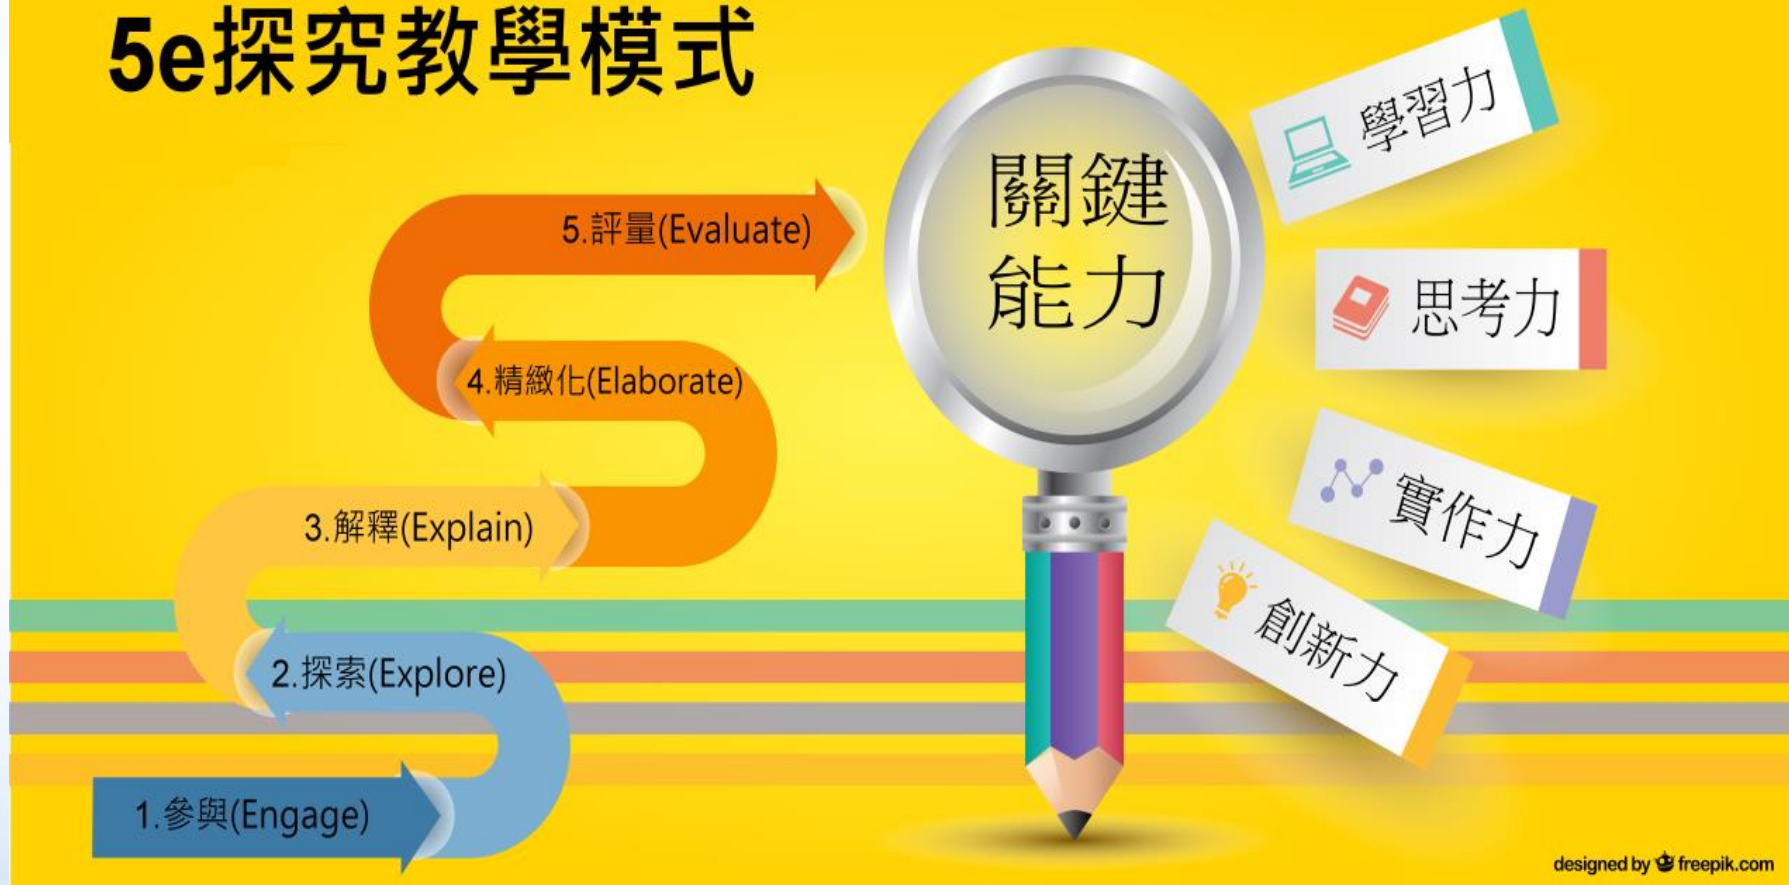 5e探究教學模式
5.評量(Evaluate)
4.精緻化(Elaborate)
3.解釋(Explain)
2.探索(Explore)
1.參與(Engage)
關鍵
能力
學習力
思考力
實作力
創新力
designed by freepik.com